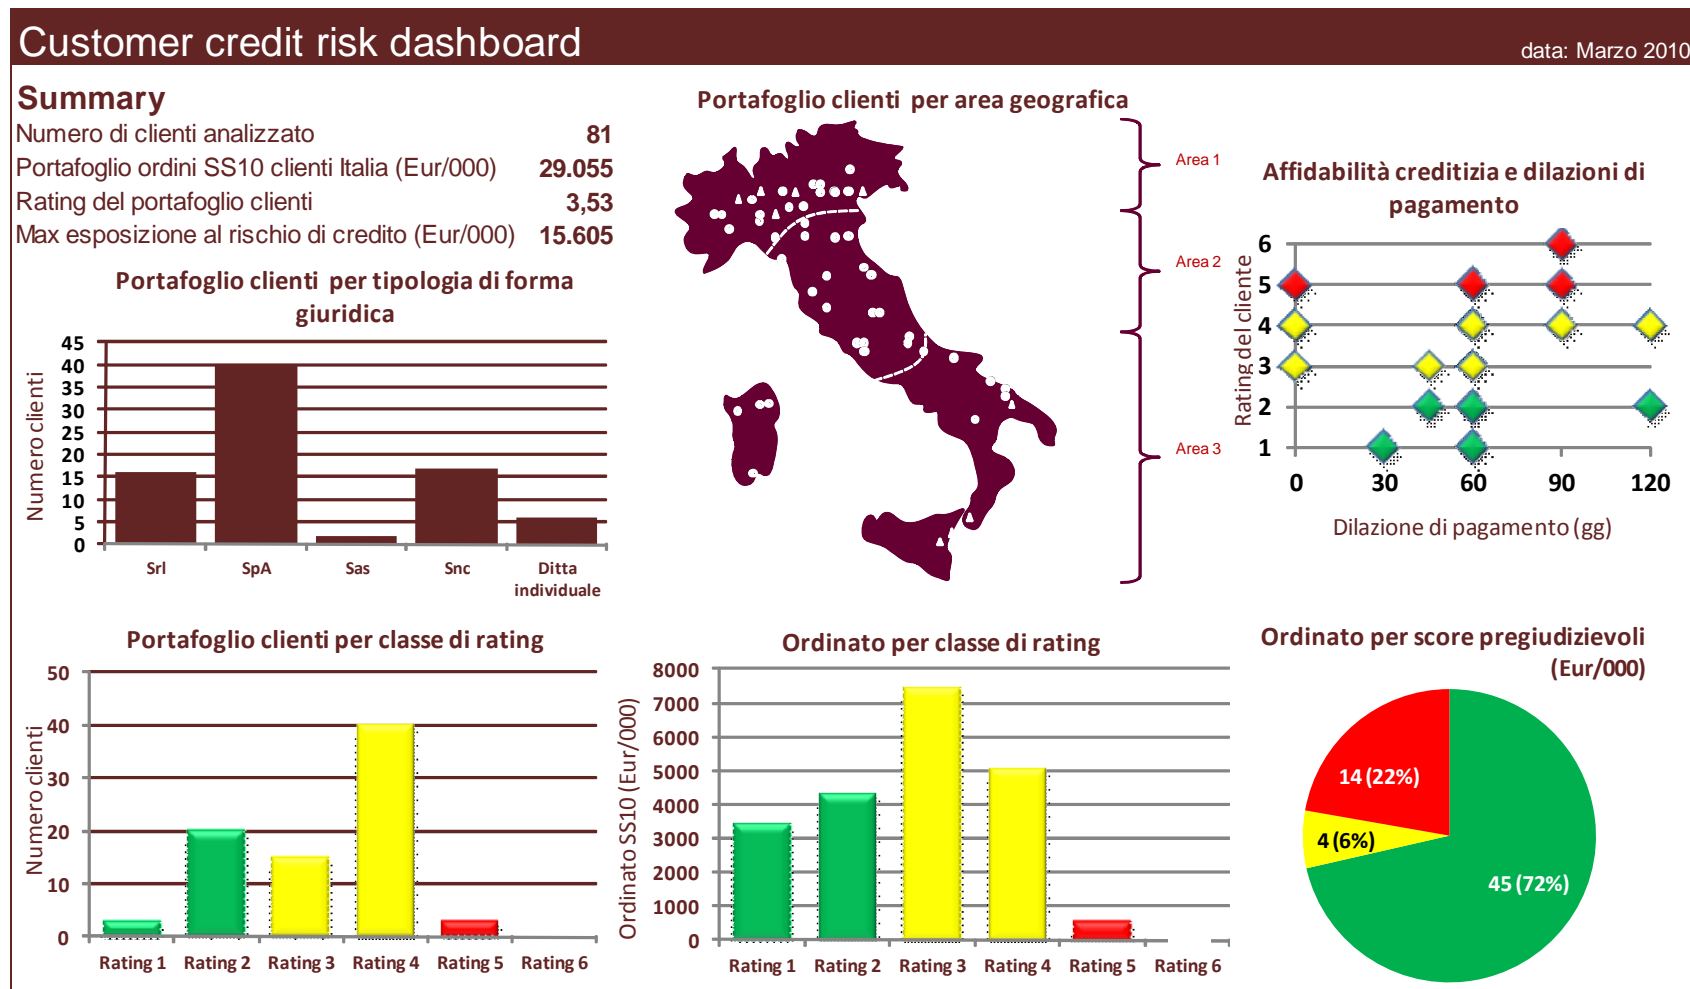 Customer credit risk dashboard
data: Marzo 2010
Summary
Numero di clienti analizzato 81
Portafoglio ordini SS10 clienti Italia (Eur/000) 29.055
Rating del portafoglio clienti 3,53
Max esposizione al rischio di credito (Eur/000) 15.605
Portafoglio clienti per tipologia di forma
giuridica
Numero clienti
45
40
35
30
25
20
15
10
5
0
Srl SpA Sas Snc Ditta
individuale
Portafoglio clienti per area geografica
Area 1
Area 2
Area 3
Affidabilità creditizia e dilazioni di
pagamento
Rating del cliente
6
5
4
3
2
1
0 30 60 90 120
Dilazione di pagamento (gg)
Portafoglio clienti per classe di rating
Numero clienti
50
40
30
20
10
0
Rating 1 Rating 2 Rating 3 Rating 4 Rating 5 Rating 6
Ordinato per classe di rating
Ordinato SS10 (Eur/000)
8000
7000
6000
5000
4000
3000
2000
1000
0
Rating 1 Rating 2 Rating 3 Rating 4 Rating 5 Rating 6
Ordinato per score pregiudizievoli
(Eur/000)
14 (22%)
4 (6%)
45 (72%)